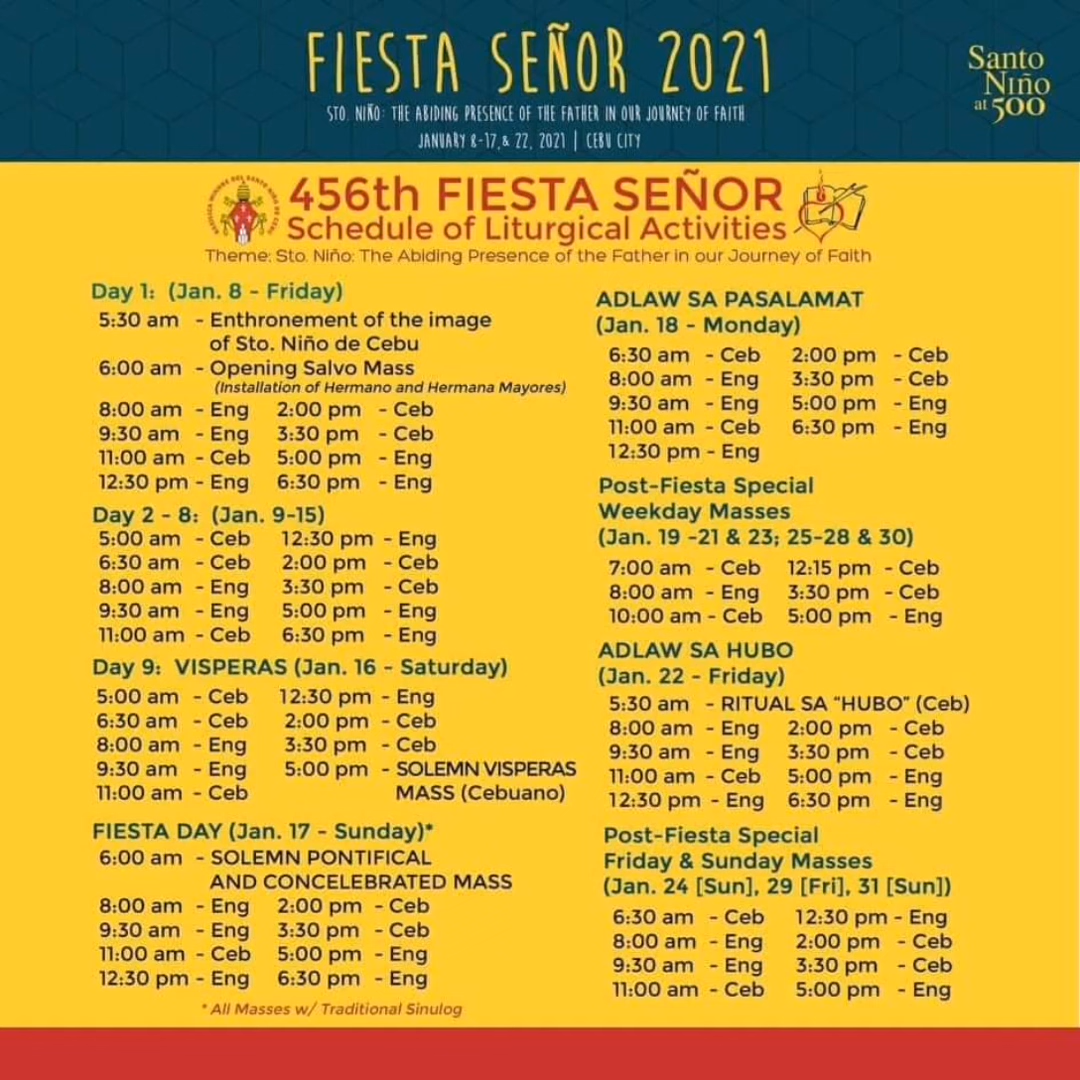 FIESTA SEÑOR 2021
STO. NIÑO: THE ABIDING PRESENCE OF THE FATHER IN OUR JOURNEY OF FAITH
JANUARY 8-17,& 22, 2021 | CEBU CITY
Santo
Niño
at 500
456th FIESTA SEÑOR
Schedule of Liturgical Activities
Theme: Sto. Niño: The Abiding Presence of the Father in our Journey of Faith
Day 1: (Jan. 8 - Friday)
5:30 am - Enthronement of the image
of Sto. Niño de Cebu
6:00 am - Opening Salvo Mass
(Installation of Hermano and Hermana Mayores)
8:00 am - Eng 2:00 pm - Ceb
9:30 am - Eng 3:30 pm - Ceb
11:00 am - Ceb 5:00 pm - Eng
12:30 pm - Eng 6:30 pm - Eng
Day 2 - 8: (Jan. 9-15)
5:00 am - Ceb 12:30 pm - Eng
6:30 am - Ceb 2:00 pm - Ceb
8:00 am - Eng 3:30 pm - Ceb
9:30 am - Eng 5:00 pm - Eng
11:00 am - Ceb 6:30 pm - Eng
Day 9: VISPERAS (Jan. 16 - Saturday)
5:00 am - Ceb 12:30 pm - Eng
6:30 am - Ceb 2:00 pm - Ceb
8:00 am - Eng 3:30 pm - Ceb
9:30 am - Eng 5:00 pm - SOLEMN VISPERAS
11:00 am - Ceb MASS (Cebuano)
FIESTA DAY (Jan. 17 - Sunday)*
6:00 am - SOLEMN PONTIFICAL
AND CONCELEBRATED MASS
8:00 am - Eng 2:00 pm - Ceb
9:30 am - Eng 3:30 pm - Ceb
11:00 am - Ceb 5:00 pm - Eng
12:30 pm - Eng 6:30 pm - Eng
* All Masses w/ Traditional Sinulog
ADLAW SA PASALAMAT
(Jan. 18 - Monday)
6:30 am - Ceb 2:00 pm - Ceb
8:00 am - Eng 3:30 pm - Ceb
9:30 am - Eng 5:00 pm - Eng
11:00 am - Ceb 6:30 pm - Eng
12:30 pm - Eng
Post-Fiesta Special
Weekday Masses
(Jan. 19 -21 & 23; 25-28 & 30)
7:00 am - Ceb 12:15 pm - Ceb
8:00 am - Eng 3:30 pm - Ceb
10:00 am - Ceb 5:00 pm - Eng
ADLAW SA HUBO
(Jan. 22 - Friday)
5:30 am - RITUAL SA "HUBO" (Ceb)
8:00 am - Eng 2:00 pm - Ceb
9:30 am - Eng 3:30 pm - Ceb
11:00 am - Ceb 5:00 pm - Eng
12:30 pm - Eng 6:30 pm - Eng
Post-Fiesta Special
Friday & Sunday Masses
(Jan. 24 [Sun], 29 [Fri], 31 [Sun])
6:30 am - Ceb 12:30 pm - Eng
8:00 am - Eng 2:00 pm - Ceb
9:30 am - Eng 3:30 pm - Ceb
11:00 am - Ceb 5:00 pm - Eng